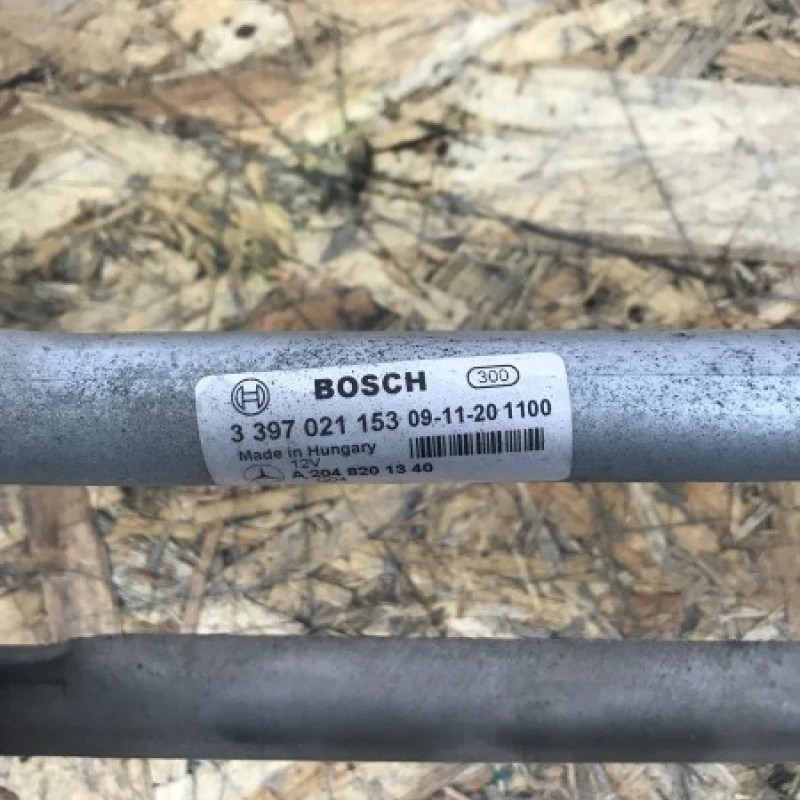 BOSCH 300
3 397 021 153 09-11-20 1100
Made in Hungary
12V
A 204 820 13 40